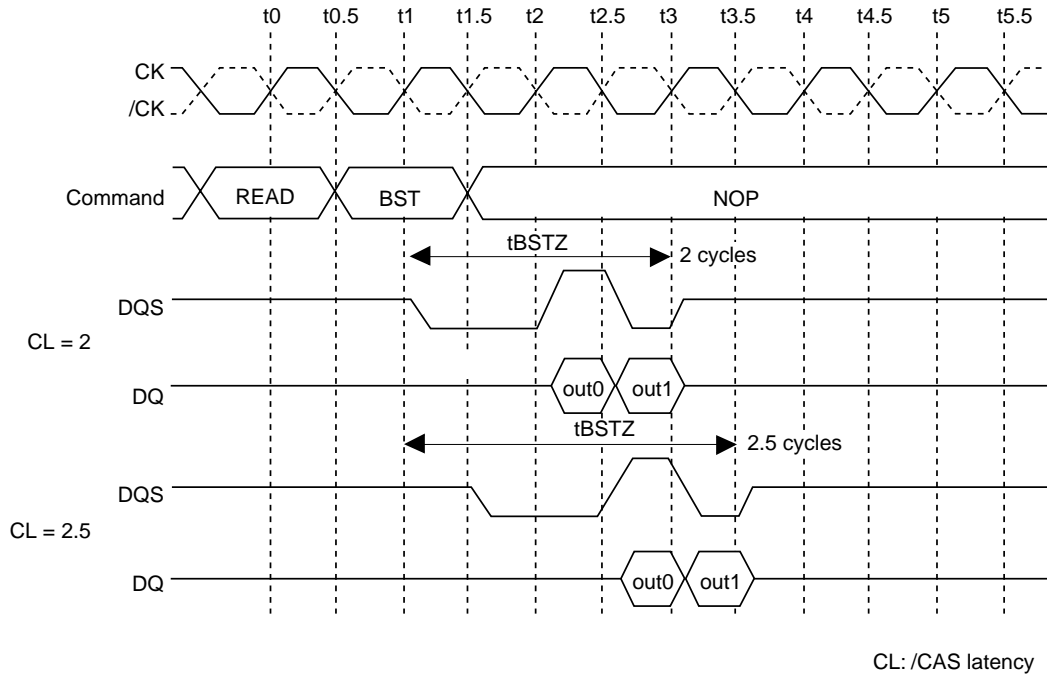 t0 t0.5 t1 t1.5 t2 t2.5 t3 t3.5 t4 t4.5 t5 t5.5
CK
/CK
Command READ BST NOP
tBSTZ 2 cycles
DQS
CL = 2
DQ out0 out1
tBSTZ 2.5 cycles
DQS
CL = 2.5
DQ out0 out1
CL: /CAS latency